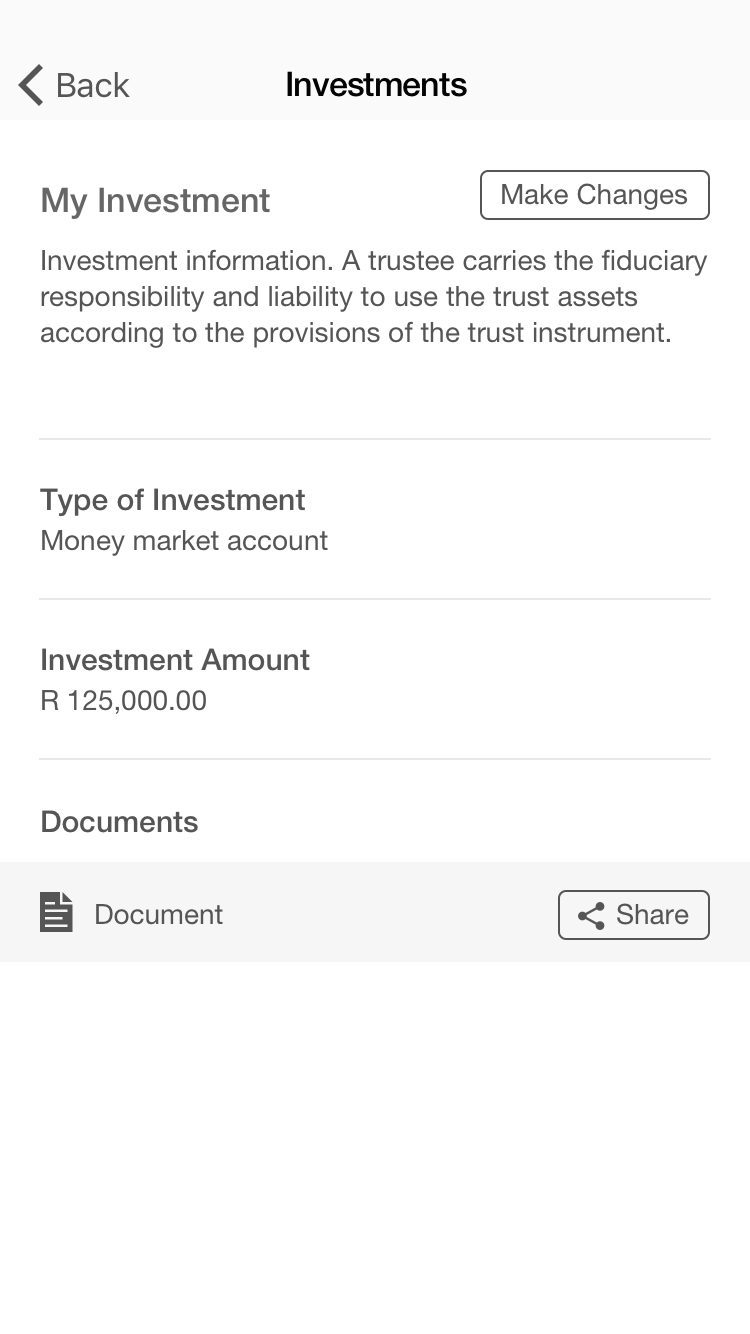 Back
Investments
My Investment
Make Changes
Investment information. A trustee carries the fiduciary
responsibility and liability to use the trust assets
according to the provisions of the trust instrument.
Type of Investment
Money market account
Investment Amount
R 125,000.00
Documents
Document
Share